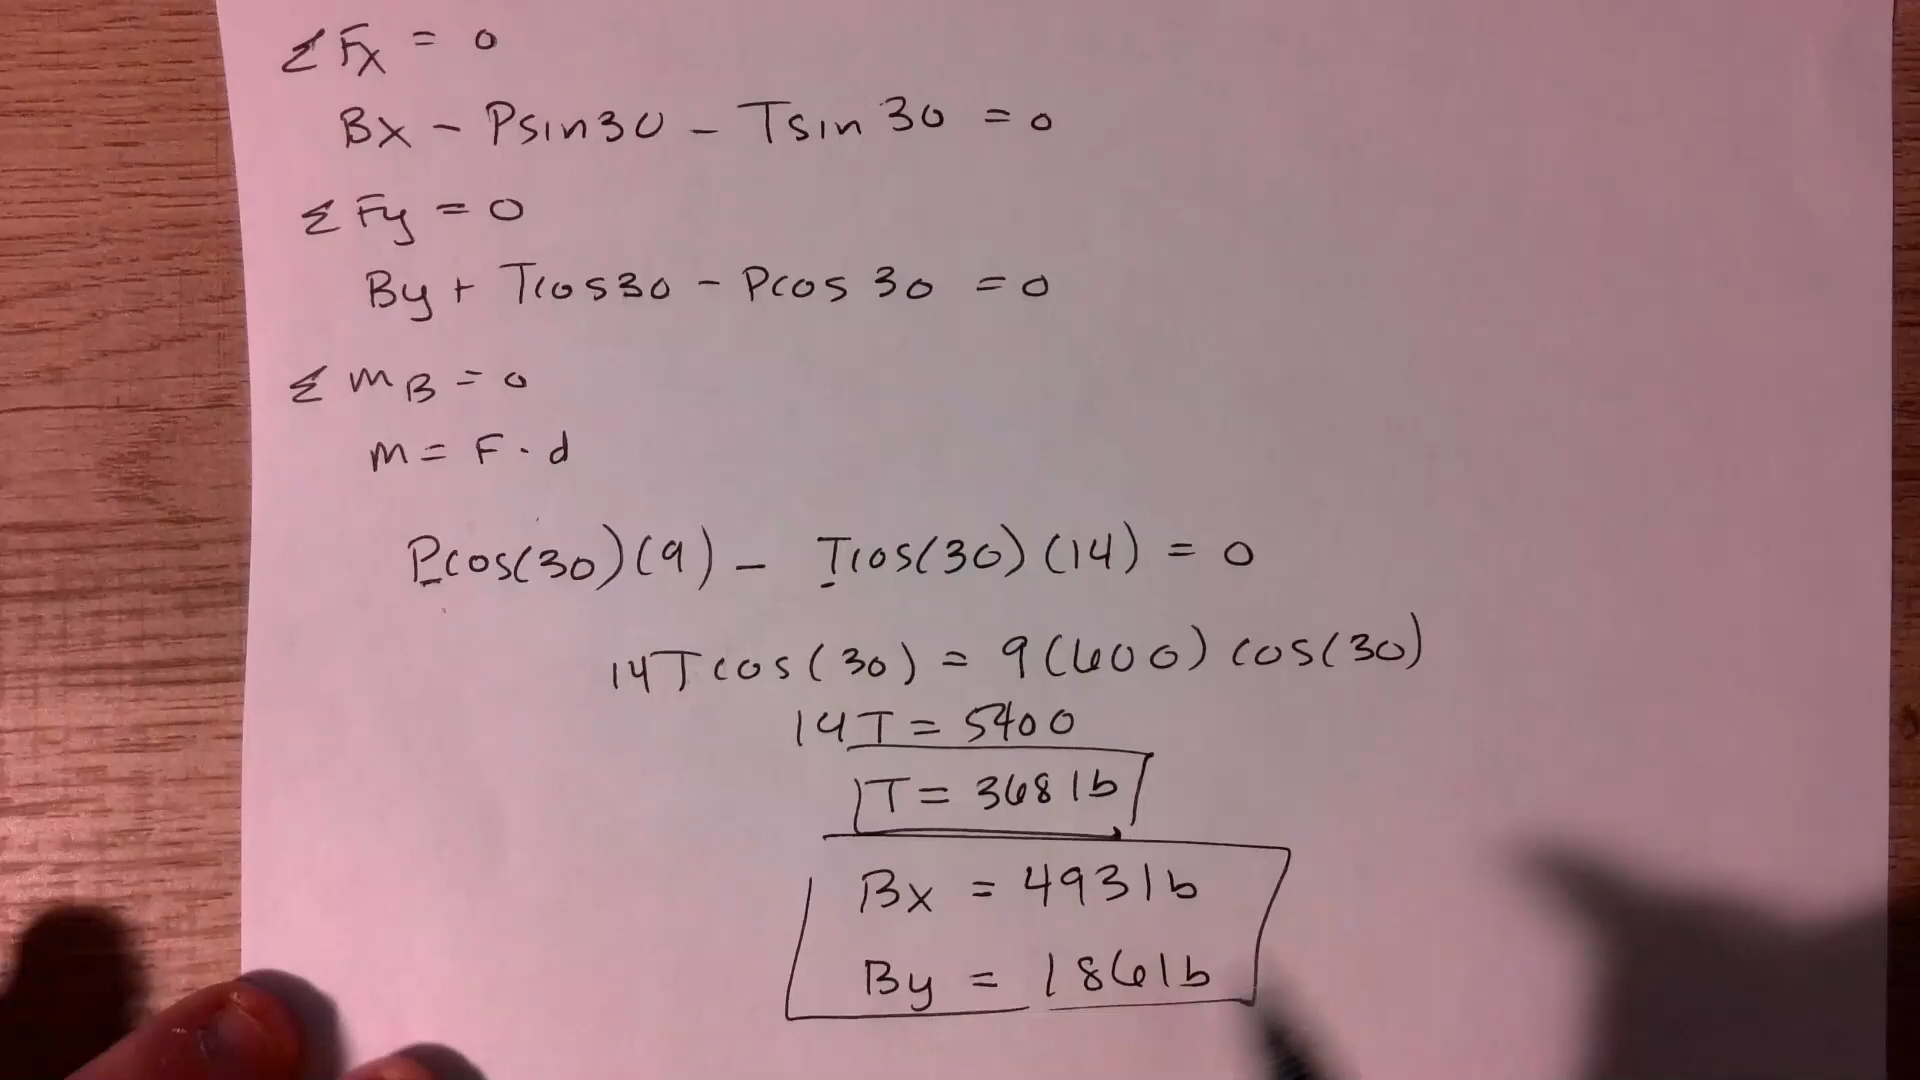 ΣFx = 0
Bx - Psin30 - Tsin30 = 0
ΣFy = 0
By + Tcos30 - Pcos30 = 0
ΣmB = 0
m = F · d
Pcos(30)(9) - Tcos(30)(14) = 0
14Tcos(30) = 9(600)cos(30)
14T = 5400
T = 368 lb
Bx = 493 lb
By = 186 lb